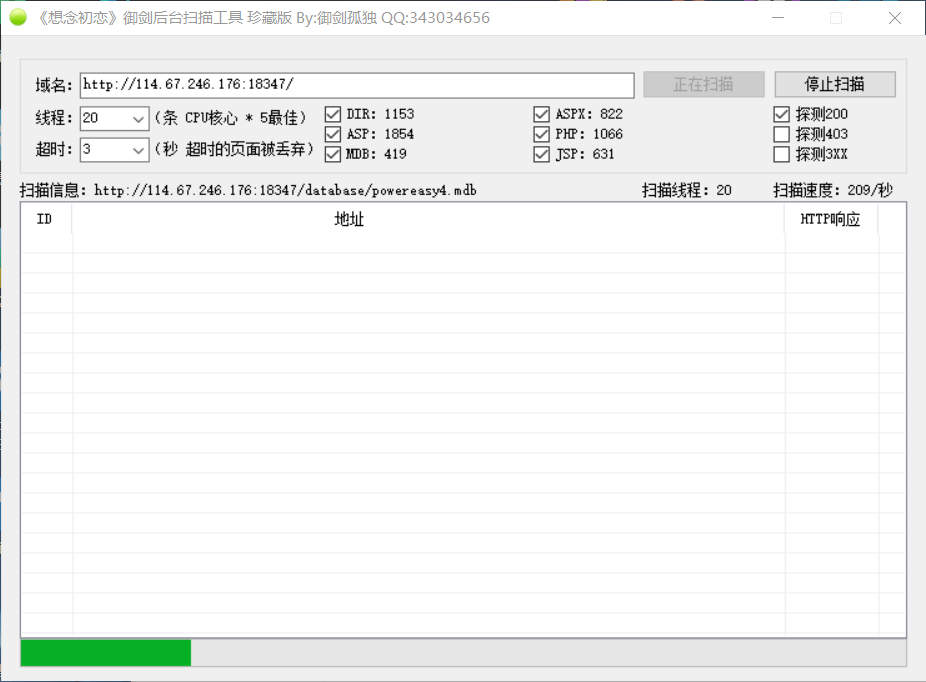 《想念初恋》御剑后台扫描工具 珍藏版 By:御剑孤独 QQ:343034656
域名: http://114.67.246.176:18347/ 正在扫描 停止扫描
线程: 20 (条 CPU核心 * 5最佳) DIR: 1153 ASPX: 822 探测200
ASP: 1854 PHP: 1066 探测403
超时: 3 (秒 超时的页面被丢弃) MDB: 419 JSP: 631 探测3XX
扫描信息: http://114.67.246.176:18347/database/powereasy4.mdb 扫描线程: 20 扫描速度: 209/秒
ID 地址 HTTP响应